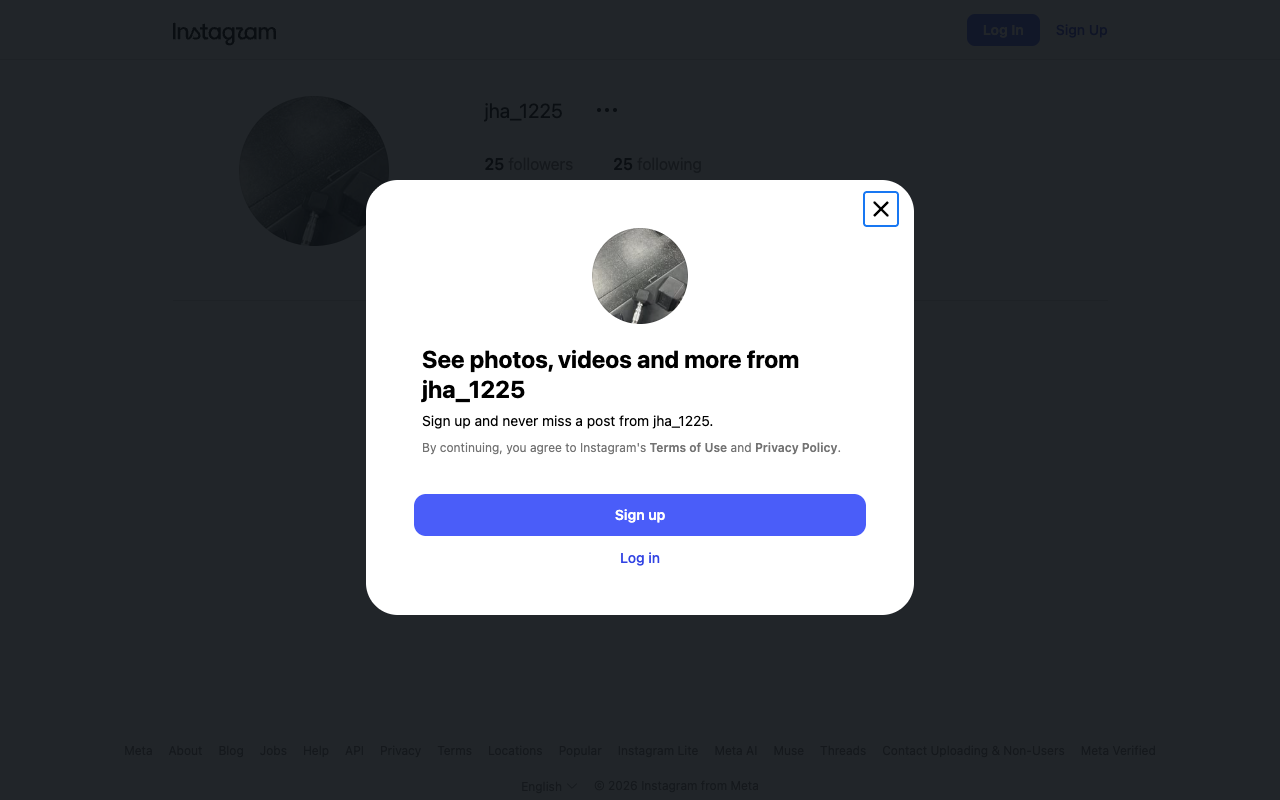 Instagram
Log In
Sign Up
jha_1225
25 followers
25 following
See photos, videos and more from
jha_1225
Sign up and never miss a post from jha_1225.
By continuing, you agree to Instagram's Terms of Use and Privacy Policy.
Sign up
Log in
Meta About Blog Jobs Help API Privacy Terms Locations Popular Instagram Lite Meta AI Muse Threads Contact Uploading & Non-Users Meta Verified
English © 2026 Instagram from Meta